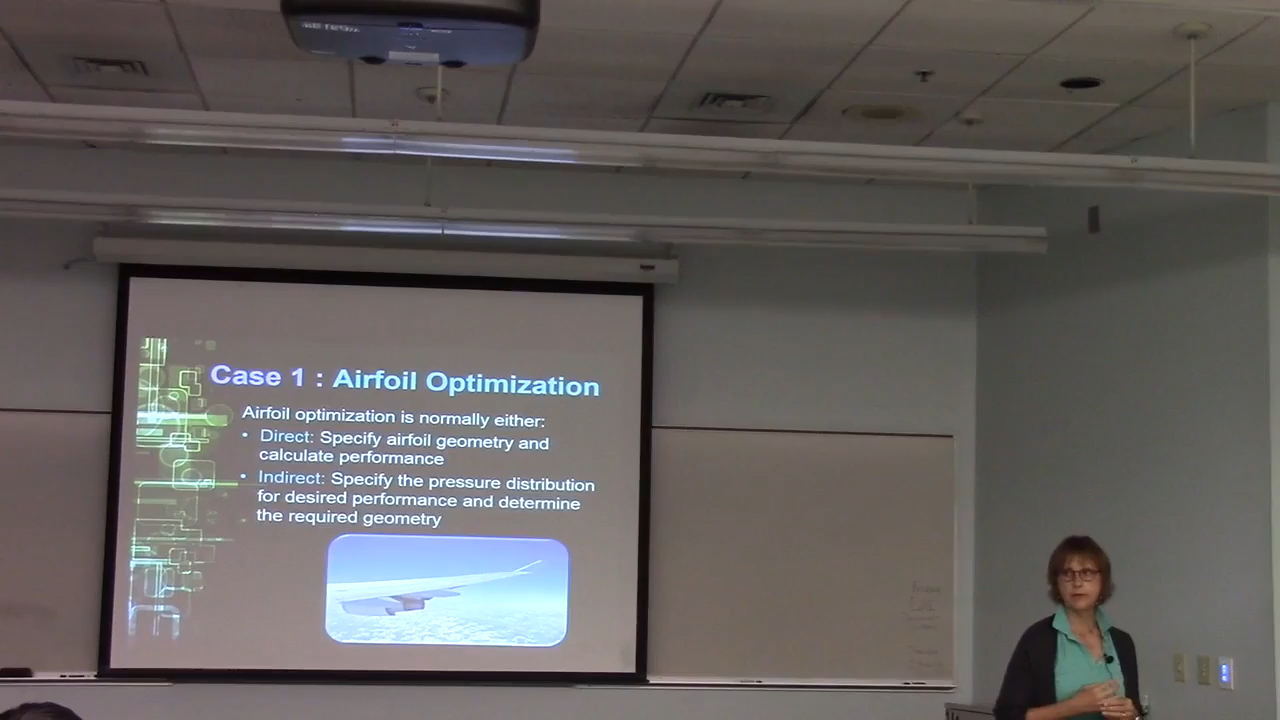 Case 1 : Airfoil Optimization
Airfoil optimization is normally either:
• Direct: Specify airfoil geometry and
calculate performance
• Indirect: Specify the pressure distribution
for desired performance and determine
the required geometry